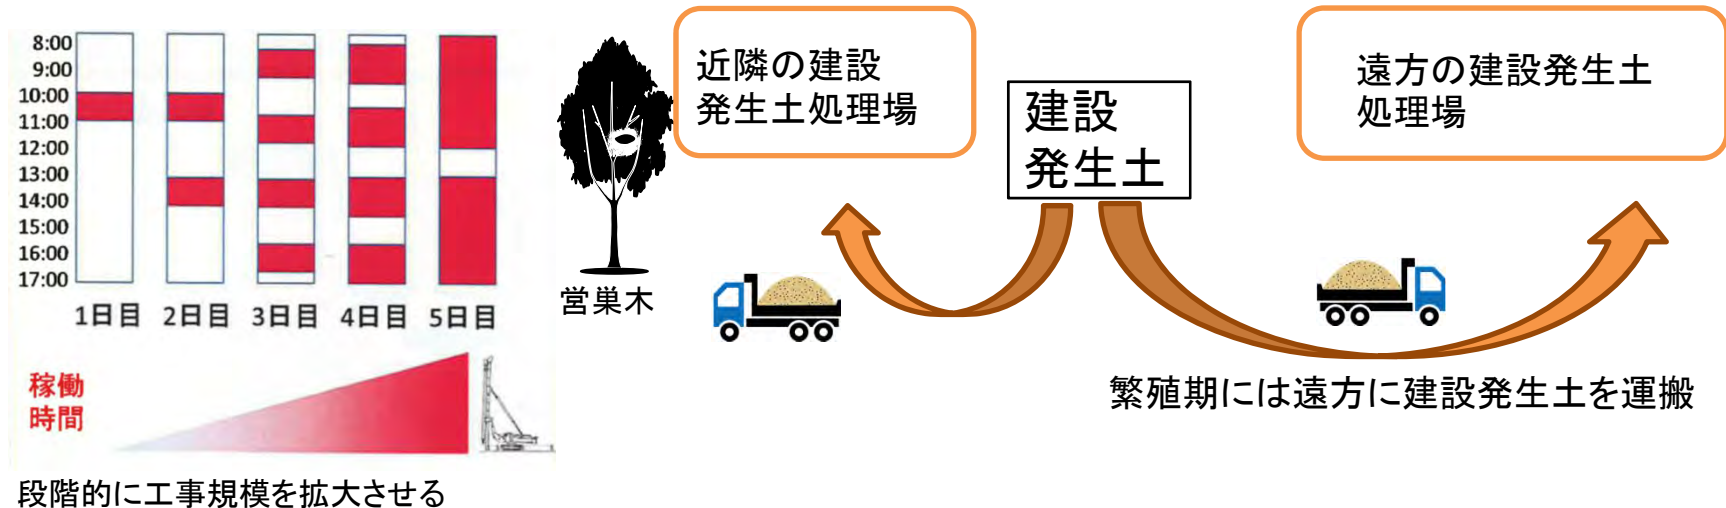 8:00
9:00
10:00
11:00
12:00
13:00
14:00
15:00
16:00
17:00
1日目 2日目 3日目 4日目 5日目
稼働
時間
段階的に工事規模を拡大させる
営巣木
近隣の建設
発生土処理場
建設
発生土
遠方の建設発生土
処理場
繁殖期には遠方に建設発生土を運搬